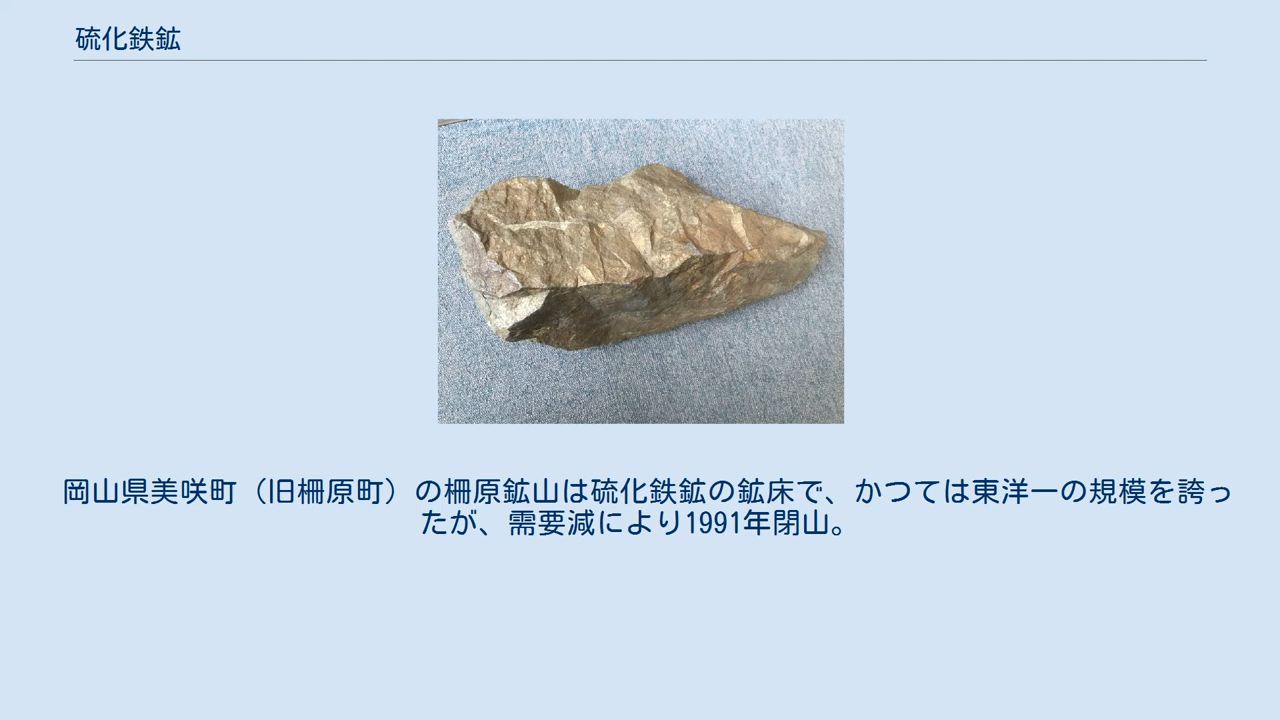 硫化鉄鉱
岡山県美咲町（旧柵原町）の柵原鉱山は硫化鉄鉱の鉱床で、かつては東洋一の規模を誇っ
たが、需要減により1991年閉山。